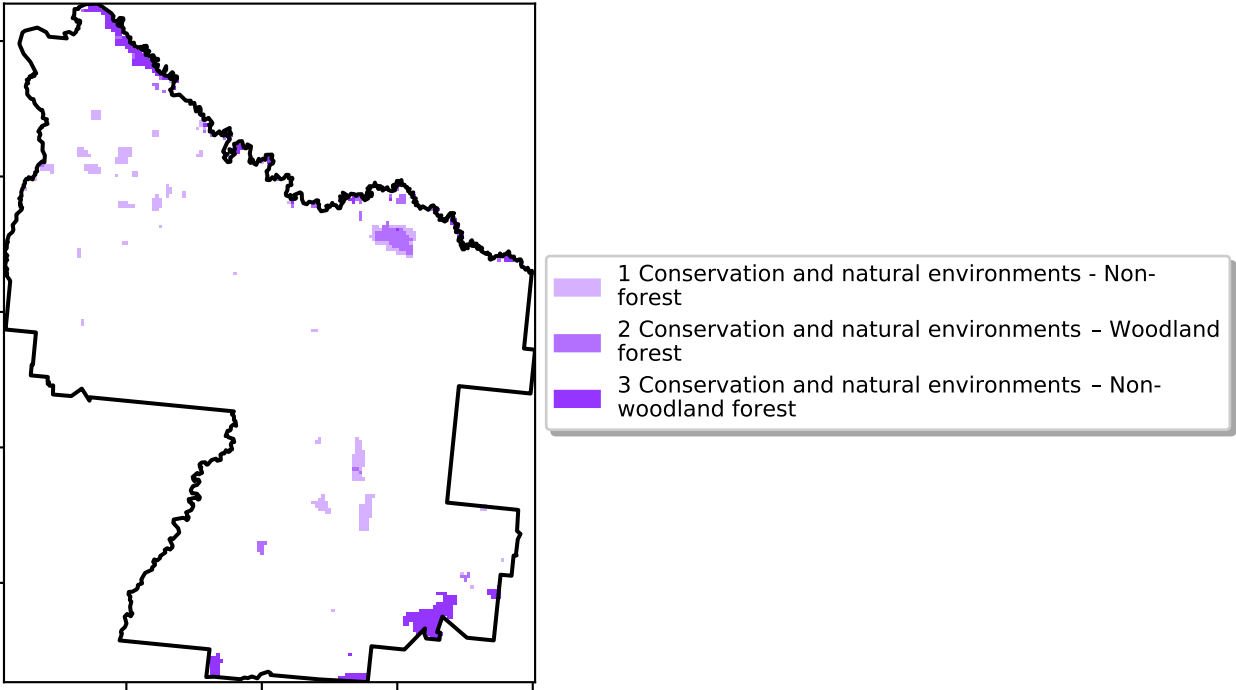 1 Conservation and natural environments - Non-
forest
2 Conservation and natural environments – Woodland
forest
3 Conservation and natural environments – Non-
woodland forest